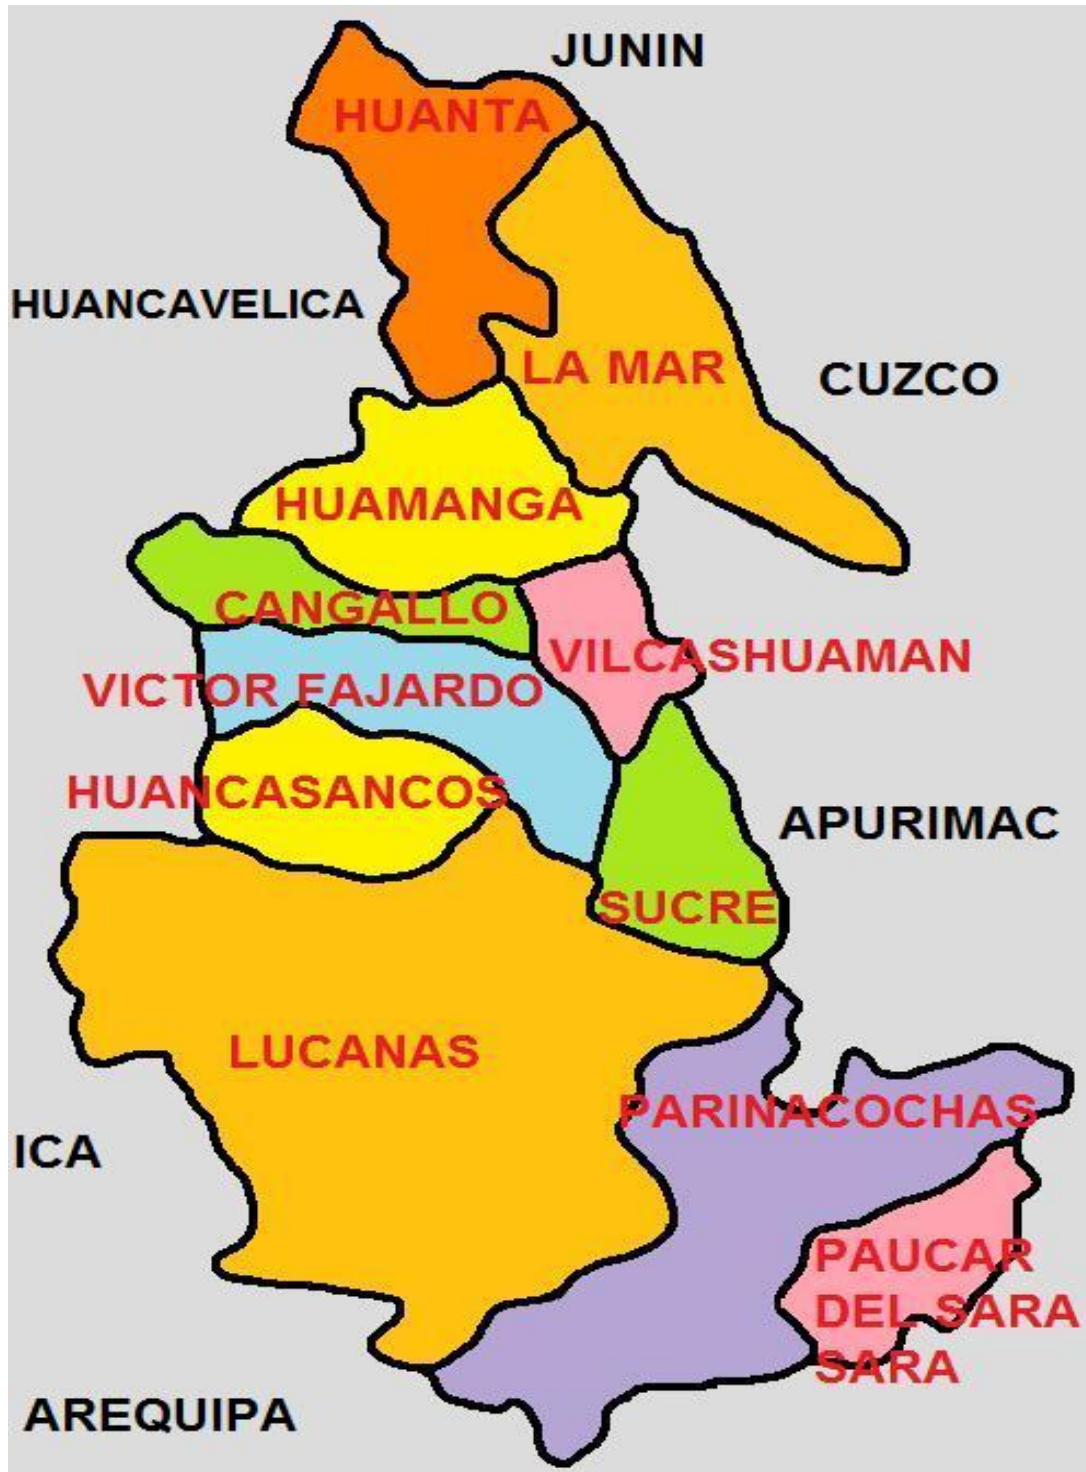 JUNIN
HUANTA
HUANCAVELICA
LA MAR
CUZCO
HUAMANGA
CANGALLO
VILCASHUAMAN
VICTOR FAJARDO
HUANCASANCOS
APURIMAC
SUCRE
LUCANAS
PARINACOCHAS
ICA
PAUCAR
DEL SARA
SARA
AREQUIPA